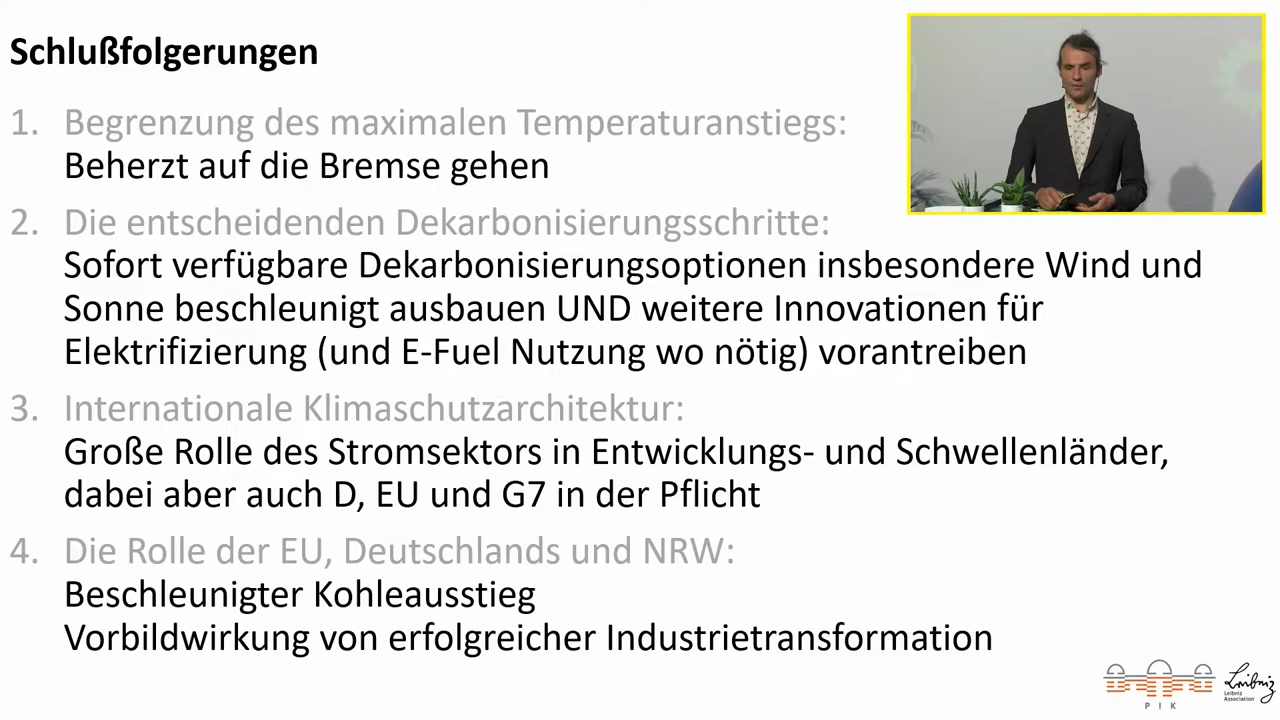 Schlußfolgerungen
1. Begrenzung des maximalen Temperaturanstiegs:
Beherzt auf die Bremse gehen
2. Die entscheidenden Dekarbonisierungsschritte:
Sofort verfügbare Dekarbonisierungsoptionen insbesondere Wind und
Sonne beschleunigt ausbauen UND weitere Innovationen für
Elektrifizierung (und E-Fuel Nutzung wo nötig) vorantreiben
3. Internationale Klimaschutzarchitektur:
Große Rolle des Stromsektors in Entwicklungs- und Schwellenländer,
dabei aber auch D, EU und G7 in der Pflicht
4. Die Rolle der EU, Deutschlands und NRW:
Beschleunigter Kohleausstieg
Vorbildwirkung von erfolgreicher Industrietransformation
PIK
Leibniz
Leibniz
Association